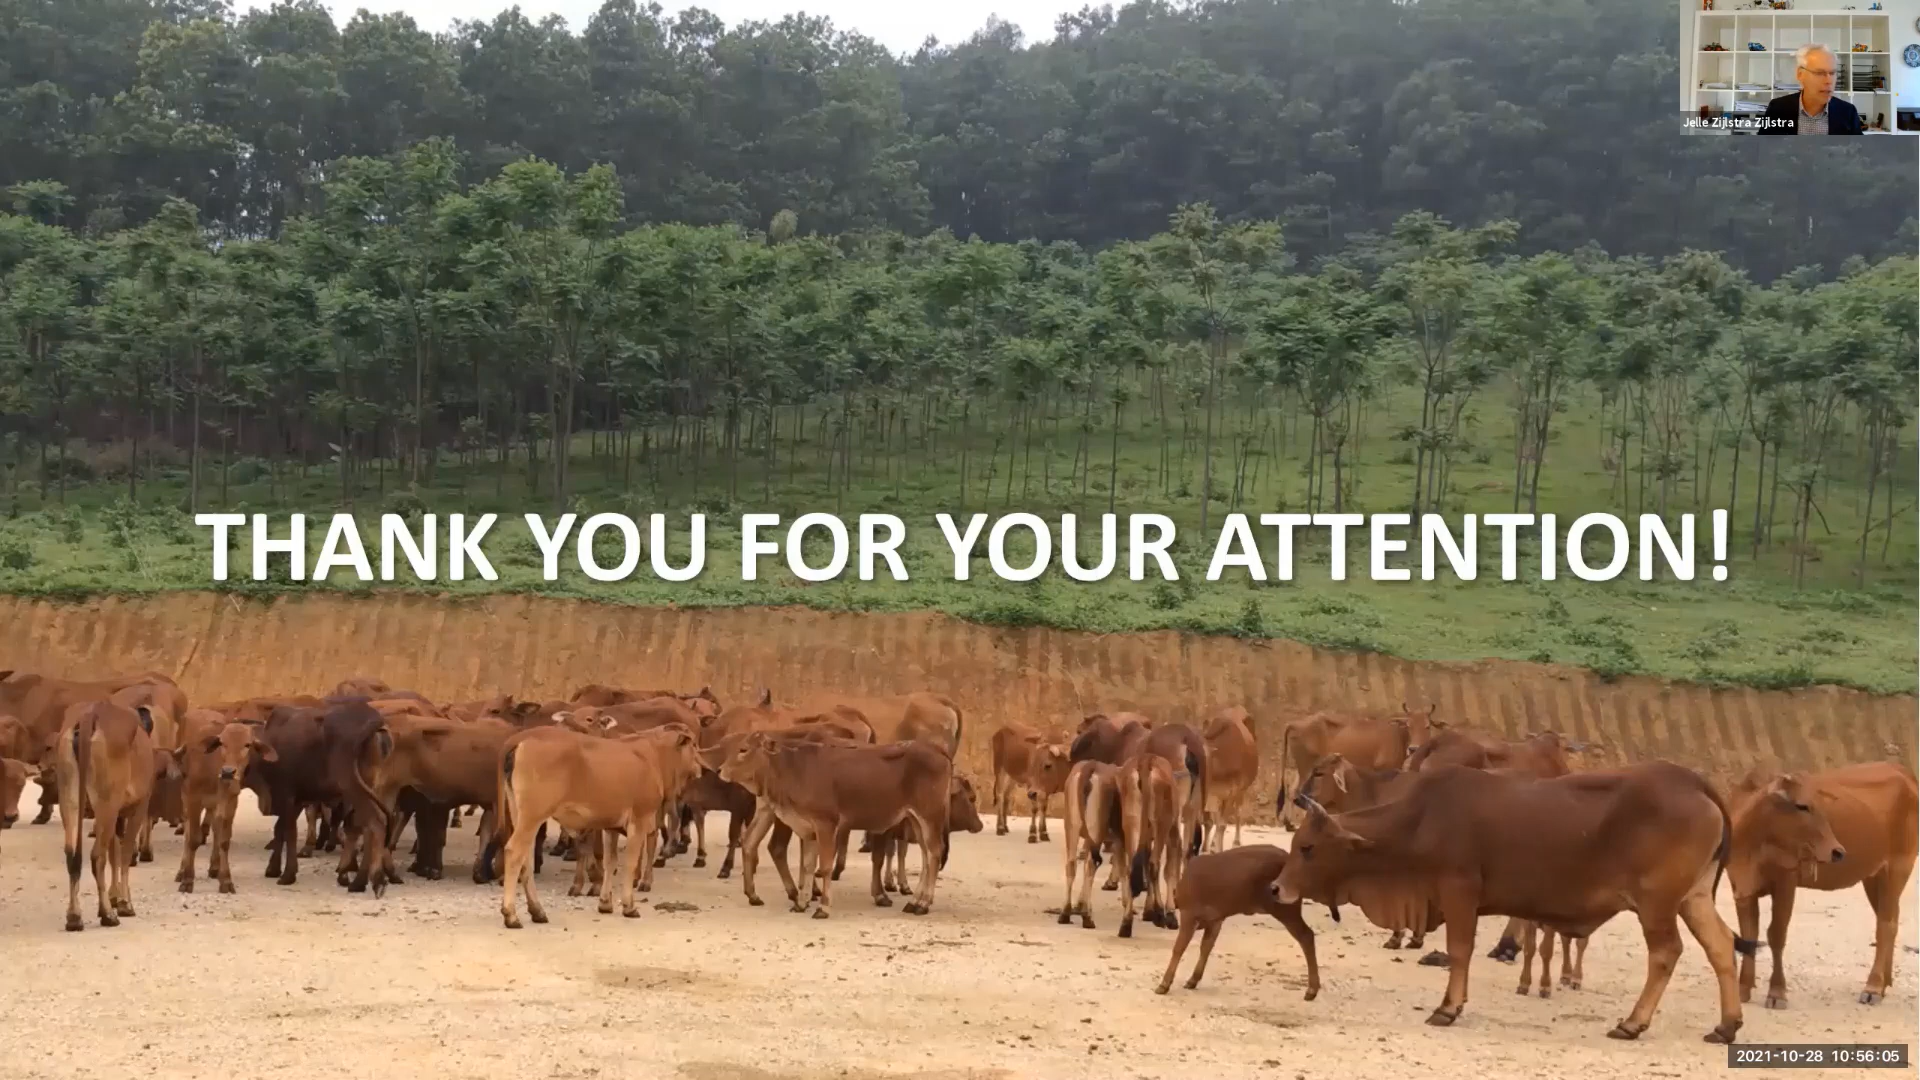 Jelle Zijlstra Zijlstra
THANK YOU FOR YOUR ATTENTION!
2021-10-28 10:56:05